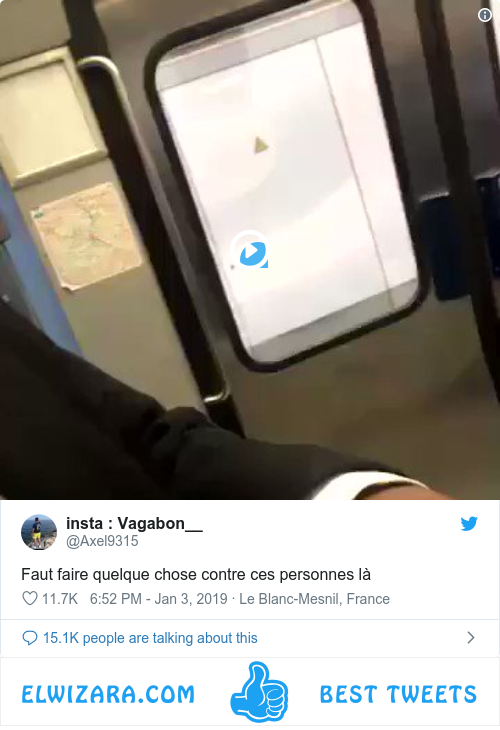 insta : Vagabon__
@Axel9315
Faut faire quelque chose contre ces personnes là
11.7K 6:52 PM - Jan 3, 2019 · Le Blanc-Mesnil, France
15.1K people are talking about this
ELWIZARA.COM BEST TWEETS